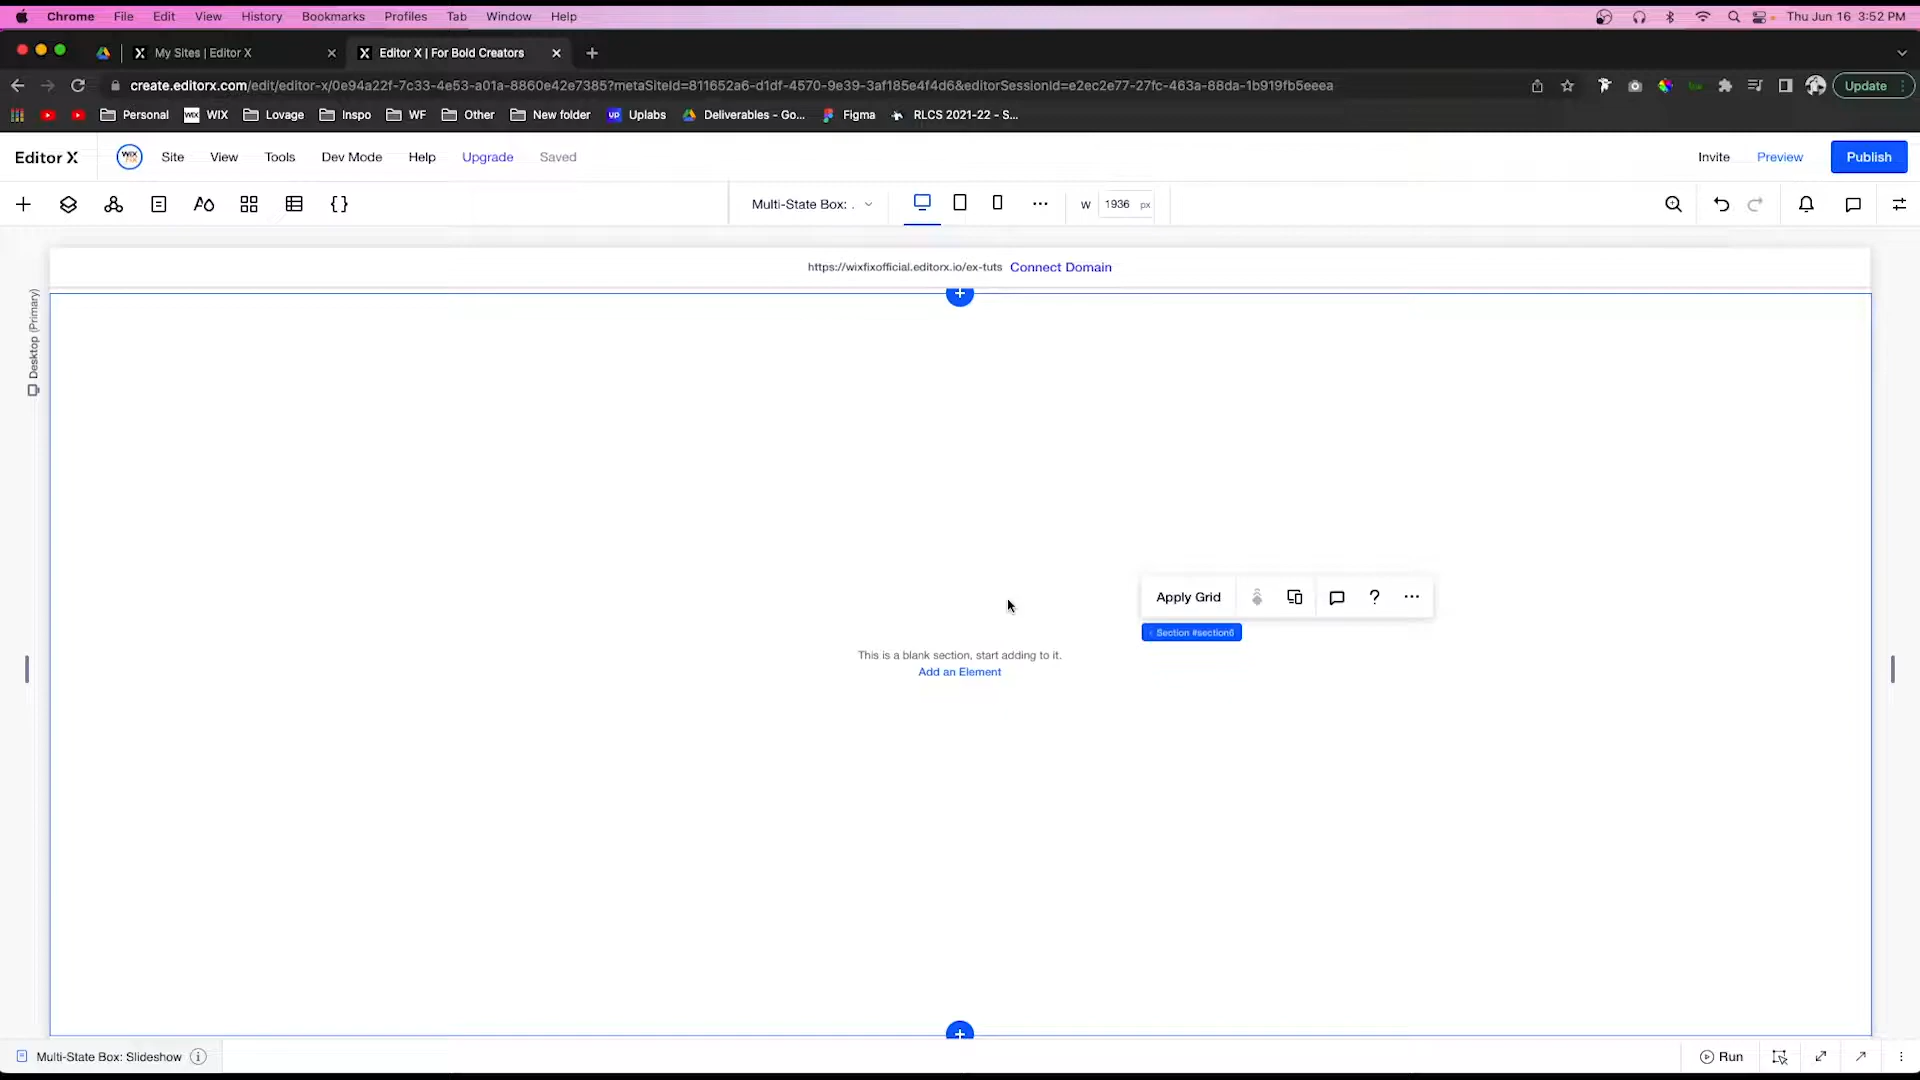 Chrome File Edit View History Bookmarks Profiles Tab Window Help Thu Jun 16 3:52 PM
My Sites | Editor X Editor X | For Bold Creators
create.editorx.com/edit/editor-x/0e94a22f-7c33-4e53-a01a-8860e42e7385?metaSiteId=811652a6-d1df-4570-9e39-3af185e4f4d6&editorSessionId=e2ec2e77-27fc-463a-88da-1b919fb5eeea Update
Personal WIX WIX Lovage Inspo WF Other New folder UP Uplabs Deliverables - Go... Figma RLCS 2021-22 - S...
Editor X WIX FIX Site View Tools Dev Mode Help Upgrade Saved Invite Preview Publish
Multi-State Box: . W 1936 px
https://wixfixofficial.editorx.io/ex-tuts Connect Domain
Desktop (Primary)
Apply Grid
Section #section6
This is a blank section, start adding to it.
Add an Element
Multi-State Box: Slideshow Run